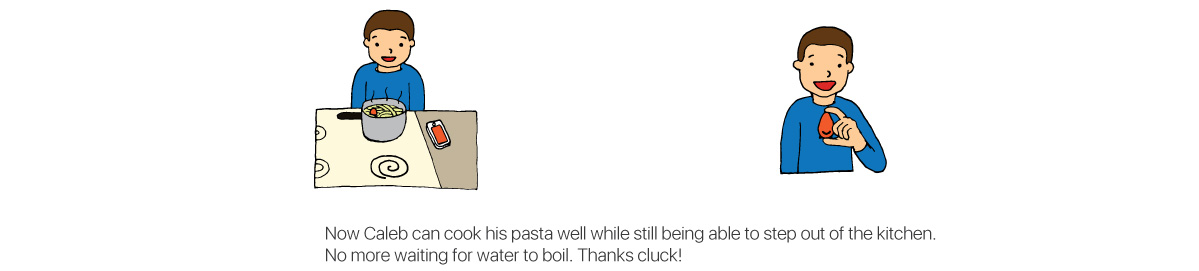 Now Caleb can cook his pasta well while still being able to step out of the kitchen.
No more waiting for water to boil. Thanks cluck!